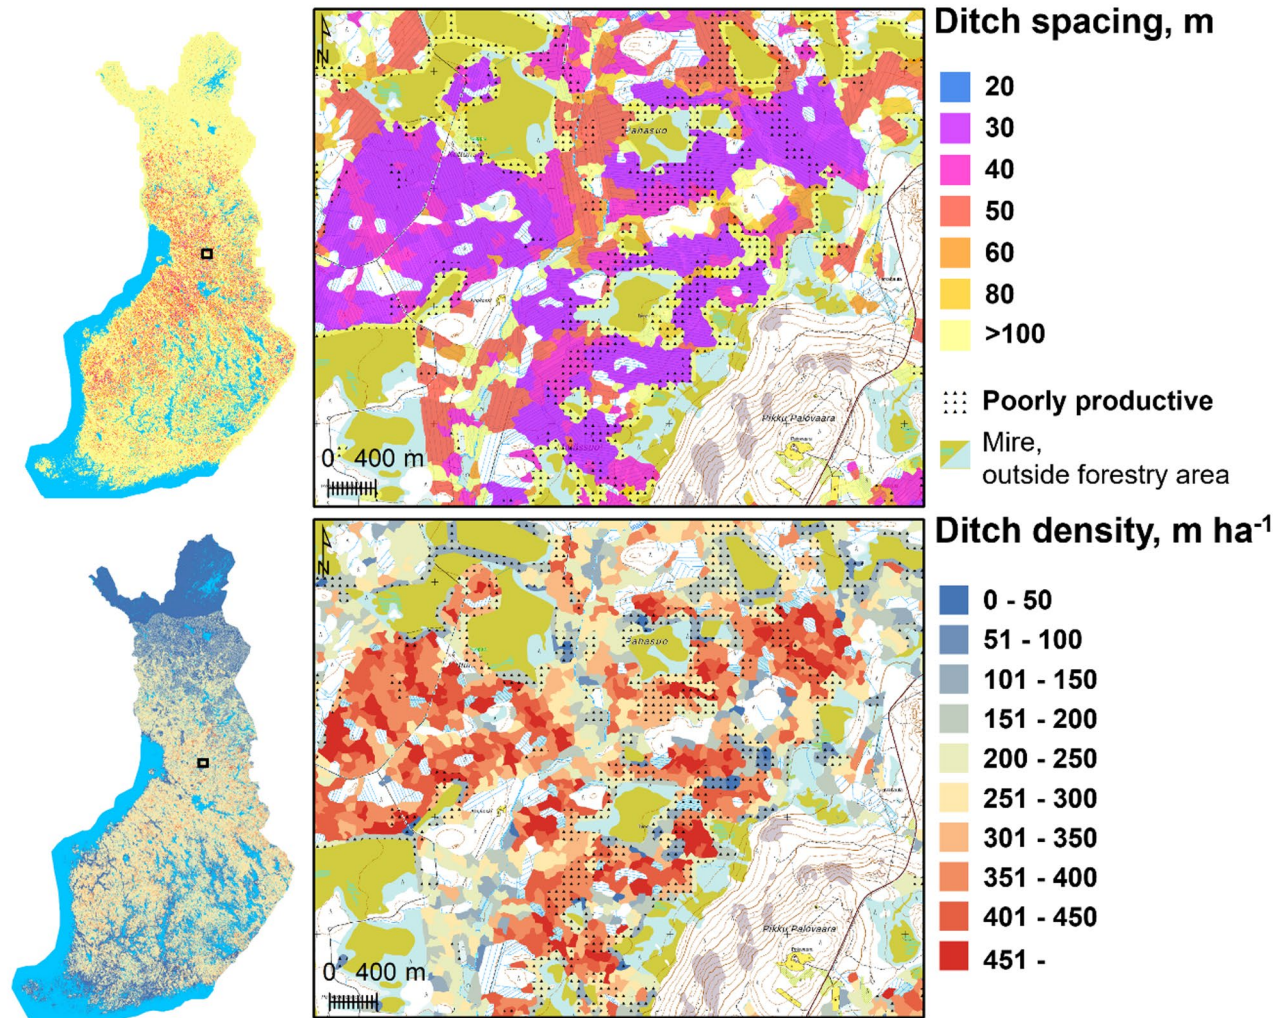 Ditch spacing, m
20
30
40
50
60
80
>100
Poorly productive
Mire,
outside forestry area
N
Panasuo
Pikku Palovaara
0 400 m
Ditch density, m ha-1
0 - 50
51 - 100
101 - 150
151 - 200
200 - 250
251 - 300
301 - 350
351 - 400
401 - 450
451 -
N
Panasuo
Pikku Palovaara
0 400 m